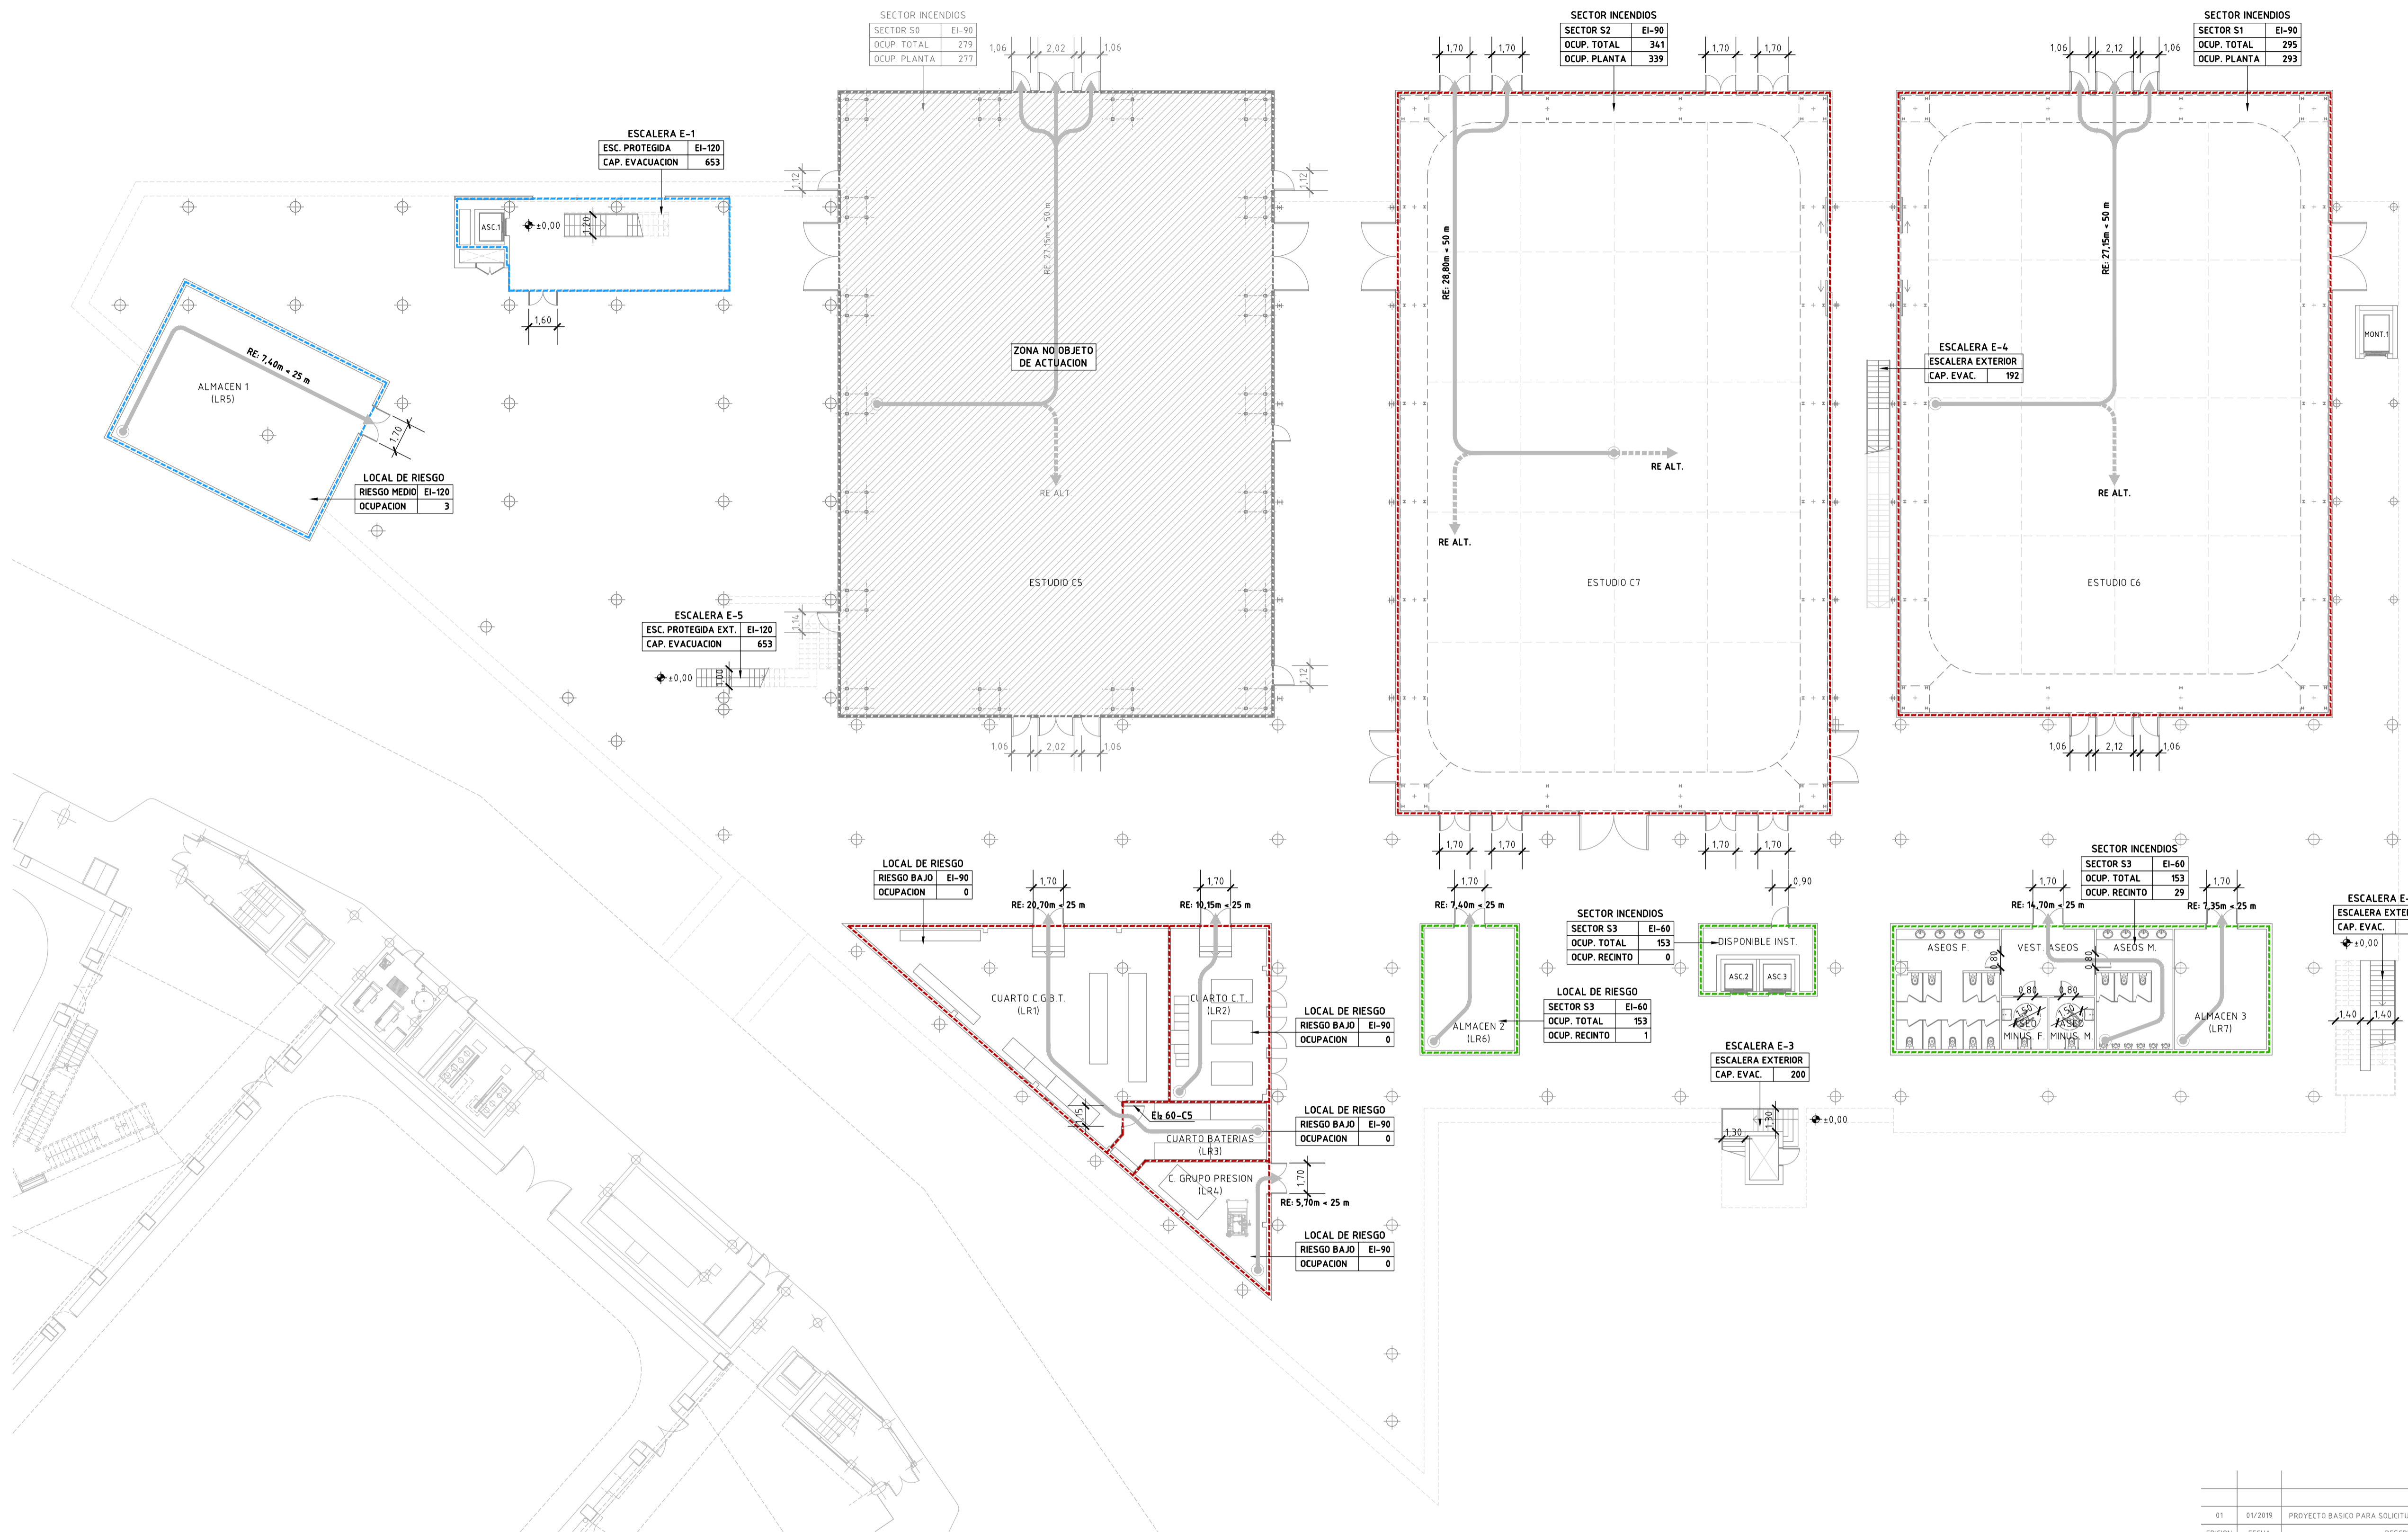 SECTOR INCENDIOS
SECTOR S0 EI-90
OCUP. TOTAL 279
OCUP. PLANTA 277
1,06 2,02 1,06
SECTOR INCENDIOS
SECTOR S2 EI-90
OCUP. TOTAL 341
OCUP. PLANTA 339
1,70 1,70 1,70 1,70
SECTOR INCENDIOS
SECTOR S1 EI-90
OCUP. TOTAL 295
OCUP. PLANTA 293
1,06 2,12 1,06
ESCALERA E-1
ESC. PROTEGIDA EI-120
CAP. EVACUACION 653
ASC.1
±0,00
1,20
1,60
1,12
1,12
RE: 27,15m < 50 m
RE: 28,80m < 50 m
RE: 27,15m < 50 m
MONT.1
ZONA NO OBJETO
DE ACTUACION
ESCALERA E-4
ESCALERA EXTERIOR
CAP. EVAC. 192
RE: 7,40m < 25 m
ALMACEN 1
(LR5)
1,70
LOCAL DE RIESGO
RIESGO MEDIO EI-120
OCUPACION 3
RE ALT.
RE ALT.
RE ALT.
RE ALT.
ESTUDIO C5
ESTUDIO C7
ESTUDIO C6
ESCALERA E-5
ESC. PROTEGIDA EXT. EI-120
CAP. EVACUACION 653
1,14
±0,00
1,00
1,12
1,06 2,02 1,06
1,06 2,12 1,06
1,70 1,70 1,70 1,70
LOCAL DE RIESGO
RIESGO BAJO EI-90
OCUPACION 0
1,70
RE: 20,70m < 25 m
1,70
RE: 10,15m < 25 m
1,70
RE: 7,40m < 25 m
0,90
SECTOR INCENDIOS
SECTOR S3 EI-60
OCUP. TOTAL 153
OCUP. RECINTO 29
1,70
RE: 14,70m < 25 m
1,70
RE: 7,35m < 25 m
ESCALERA E-
ESCALERA EXTE
CAP. EVAC.
±0,00
1,40 1,40
SECTOR INCENDIOS
SECTOR S3 EI-60
OCUP. TOTAL 153
OCUP. RECINTO 0
DISPONIBLE INST.
ASC.2 ASC.3
ASEOS F. VEST. ASEOS ASEOS M.
0,80 0,80
0,80 0,80
1,50 1,50
ASEO ASEO
MINUS. F. MINUS. M.
ALMACEN 3
(LR7)
LOCAL DE RIESGO
SECTOR S3 EI-60
OCUP. TOTAL 153
OCUP. RECINTO 1
ALMACEN 2
(LR6)
CUARTO C.G.B.T.
(LR1)
CUARTO C.T.
(LR2)
LOCAL DE RIESGO
RIESGO BAJO EI-90
OCUPACION 0
ESCALERA E-3
ESCALERA EXTERIOR
CAP. EVAC. 200
1,30
1,30
±0,00
1,15
EI₂ 60-C5
LOCAL DE RIESGO
RIESGO BAJO EI-90
OCUPACION 0
CUARTO BATERIAS
(LR3)
C. GRUPO PRESION
(LR4)
1,70
RE: 5,70m < 25 m
LOCAL DE RIESGO
RIESGO BAJO EI-90
OCUPACION 0
01 01/2019 PROYECTO BASICO PARA SOLICITU